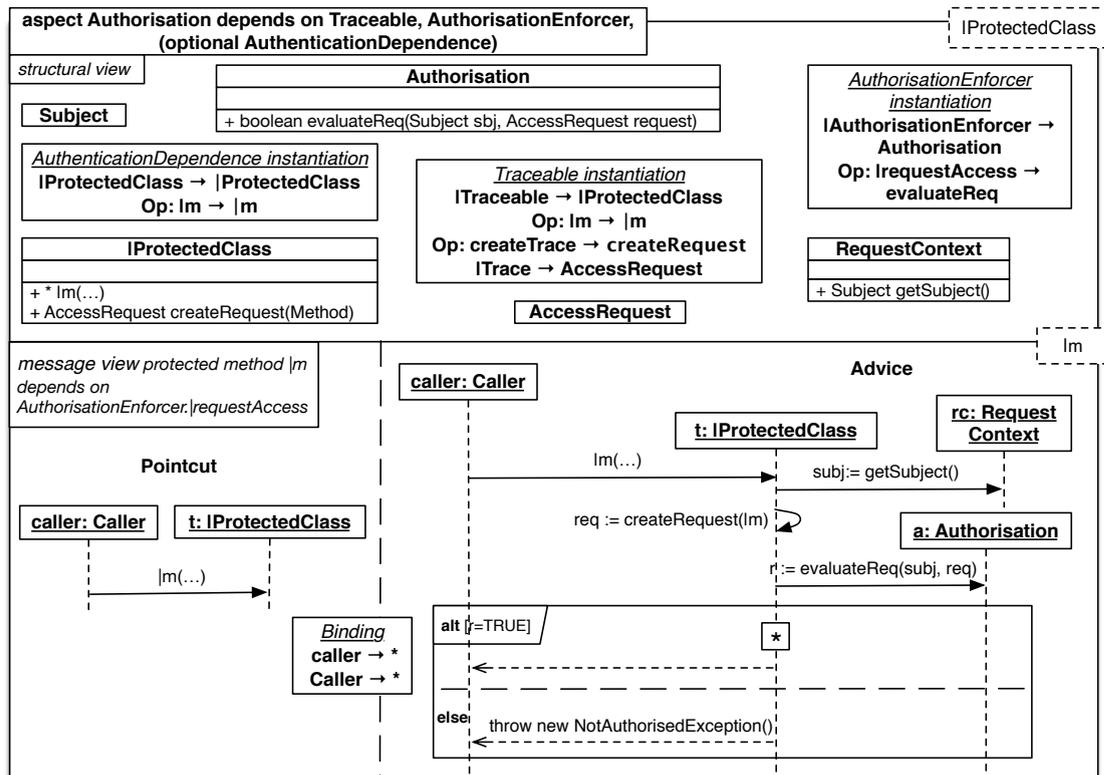 aspect Authorisation depends on Traceable, AuthorisationEnforcer,
(optional AuthenticationDependence)
|ProtectedClass
structural view
Subject
Authorisation
+ boolean evaluateReq(Subject sbj, AccessRequest request)
AuthorisationEnforcer
instantiation
|AuthorisationEnforcer →
Authorisation
Op: |requestAccess →
evaluateReq
AuthenticationDependence instantiation
|ProtectedClass → |ProtectedClass
Op: |m → |m
Traceable instantiation
|Traceable → |ProtectedClass
Op: |m → |m
Op: createTrace → createRequest
|Trace → AccessRequest
|ProtectedClass
+ * |m(...)
+ AccessRequest createRequest(Method)
RequestContext
+ Subject getSubject()
AccessRequest
|m
message view protected method |m
depends on
AuthorisationEnforcer.|requestAccess
Pointcut
caller: Caller
t: |ProtectedClass
|m(...)
Binding
caller → *
Caller → *
Advice
caller: Caller
t: |ProtectedClass
rc: Request
Context
|m(...)
subj:= getSubject()
req := createRequest(|m)
a: Authorisation
r := evaluateReq(subj, req)
alt [r=TRUE]
*
else
throw new NotAuthorisedException()